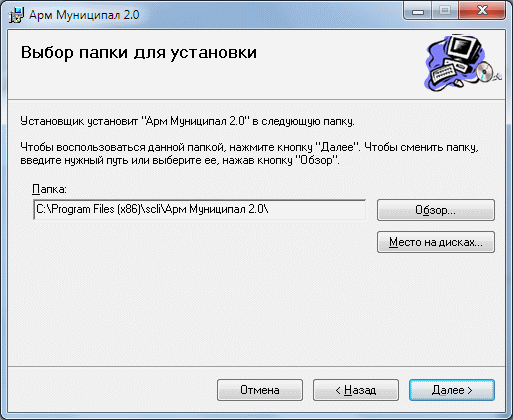 Арм Муниципал 2.0
Выбор папки для установки
Установщик установит "Арм Муниципал 2.0" в следующую папку.
Чтобы воспользоваться данной папкой, нажмите кнопку "Далее". Чтобы сменить папку,
введите нужный путь или выберите ее, нажав кнопку "Обзор".
Папка:
C:\Program Files (x86)\scli\Арм Муниципал 2.0\
Обзор...
Место на дисках...
Отмена
< Назад
Далее >